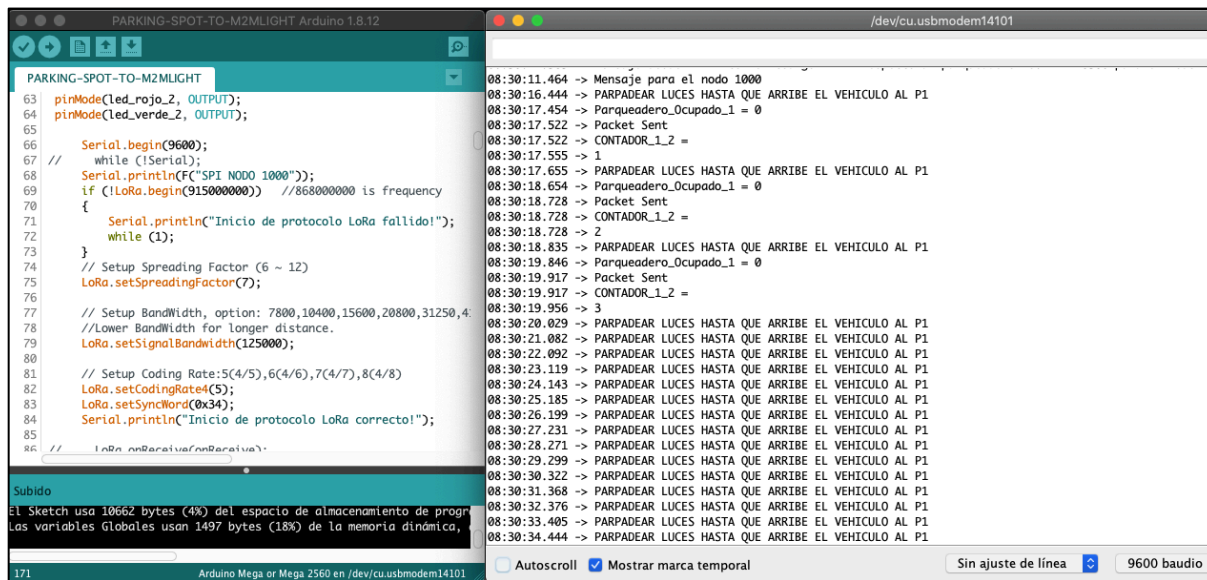 PARKING-SPOT-TO-M2MLIGHT Arduino 1.8.12
PARKING-SPOT-TO-M2MLIGHT
63 pinMode(led_rojo_2, OUTPUT);
64 pinMode(led_verde_2, OUTPUT);
65
66 Serial.begin(9600);
67 // while (!Serial);
68 Serial.println(F("SPI NODO 1000"));
69 if (!LoRa.begin(915000000)) //868000000 is frequency
70 {
71 Serial.println("Inicio de protocolo LoRa fallido!");
72 while (1);
73 }
74 // Setup Spreading Factor (6 ~ 12)
75 LoRa.setSpreadingFactor(7);
76
77 // Setup BandWidth, option: 7800,10400,15600,20800,31250,4
78 //Lower BandWidth for longer distance.
79 LoRa.setSignalBandwidth(125000);
80
81 // Setup Coding Rate:5(4/5),6(4/6),7(4/7),8(4/8)
82 LoRa.setCodingRate4(5);
83 LoRa.setSyncWord(0x34);
84 Serial.println("Inicio de protocolo LoRa correcto!");
85
86 // LoRa.onReceive(onReceive);
Subido
El Sketch usa 10662 bytes (4%) del espacio de almacenamiento de progr
Las variables Globales usan 1497 bytes (18%) de la memoria dinámica,
171 Arduino Mega or Mega 2560 en /dev/cu.usbmodem14101
/dev/cu.usbmodem14101
08:30:11.464 -> Mensaje para el nodo 1000
08:30:16.444 -> PARPADEAR LUCES HASTA QUE ARRIBE EL VEHICULO AL P1
08:30:17.454 -> Parqueadero_Ocupado_1 = 0
08:30:17.522 -> Packet Sent
08:30:17.522 -> CONTADOR_1_2 =
08:30:17.555 -> 1
08:30:17.655 -> PARPADEAR LUCES HASTA QUE ARRIBE EL VEHICULO AL P1
08:30:18.654 -> Parqueadero_Ocupado_1 = 0
08:30:18.728 -> Packet Sent
08:30:18.728 -> CONTADOR_1_2 =
08:30:18.728 -> 2
08:30:18.835 -> PARPADEAR LUCES HASTA QUE ARRIBE EL VEHICULO AL P1
08:30:19.846 -> Parqueadero_Ocupado_1 = 0
08:30:19.917 -> Packet Sent
08:30:19.917 -> CONTADOR_1_2 =
08:30:19.956 -> 3
08:30:20.029 -> PARPADEAR LUCES HASTA QUE ARRIBE EL VEHICULO AL P1
08:30:21.082 -> PARPADEAR LUCES HASTA QUE ARRIBE EL VEHICULO AL P1
08:30:22.092 -> PARPADEAR LUCES HASTA QUE ARRIBE EL VEHICULO AL P1
08:30:23.119 -> PARPADEAR LUCES HASTA QUE ARRIBE EL VEHICULO AL P1
08:30:24.143 -> PARPADEAR LUCES HASTA QUE ARRIBE EL VEHICULO AL P1
08:30:25.185 -> PARPADEAR LUCES HASTA QUE ARRIBE EL VEHICULO AL P1
08:30:26.199 -> PARPADEAR LUCES HASTA QUE ARRIBE EL VEHICULO AL P1
08:30:27.231 -> PARPADEAR LUCES HASTA QUE ARRIBE EL VEHICULO AL P1
08:30:28.271 -> PARPADEAR LUCES HASTA QUE ARRIBE EL VEHICULO AL P1
08:30:29.299 -> PARPADEAR LUCES HASTA QUE ARRIBE EL VEHICULO AL P1
08:30:30.322 -> PARPADEAR LUCES HASTA QUE ARRIBE EL VEHICULO AL P1
08:30:31.368 -> PARPADEAR LUCES HASTA QUE ARRIBE EL VEHICULO AL P1
08:30:32.376 -> PARPADEAR LUCES HASTA QUE ARRIBE EL VEHICULO AL P1
08:30:33.405 -> PARPADEAR LUCES HASTA QUE ARRIBE EL VEHICULO AL P1
08:30:34.444 -> PARPADEAR LUCES HASTA QUE ARRIBE EL VEHICULO AL P1
Autoscroll Mostrar marca temporal Sin ajuste de línea 9600 baudio